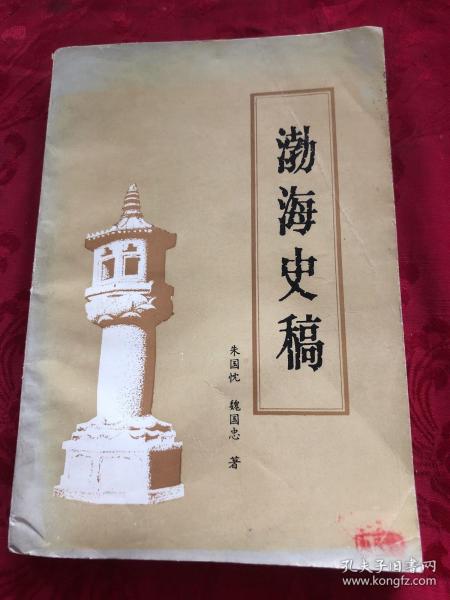 渤海史稿
朱国忱 魏国忠 著
孔夫子旧书网
www.kongfz.com